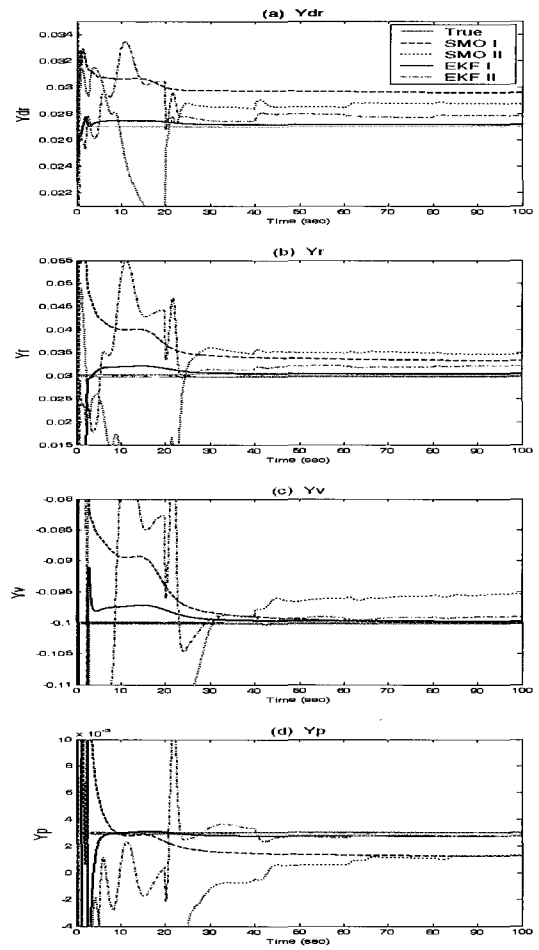 (a) Ydr
Ydr
0.034
0.032
0.03
0.028
0.026
0.024
0.022
True
SMO I
SMO II
EKF I
EKF II
0 10 20 30 40 50 60 70 80 90 100
Time (sec)
(b) Yr
Yr
0.055
0.05
0.045
0.04
0.035
0.03
0.025
0.02
0.015
0 10 20 30 40 50 60 70 80 90 100
Time (sec)
(c) Yv
Yv
-0.08
-0.09
-0.095
-0.1
-0.105
-0.11
0 10 20 30 40 50 60 70 80 90 100
Time (sec)
(d) Yp
Yp
× 10⁻³
10
8
6
4
2
0
-2
-4
0 10 20 30 40 50 60 70 80 90 100
Time (sec)